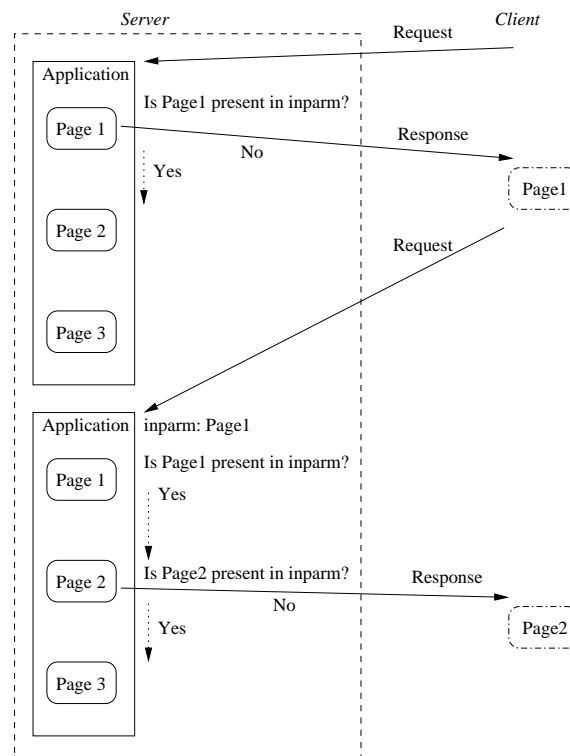 Server
Client
Request
Application
Is Page1 present in inparm?
Page 1
Response
No
Yes
Page1
Page 2
Request
Page 3
Application
inparm: Page1
Is Page1 present in inparm?
Page 1
Yes
Is Page2 present in inparm?
Page 2
Response
No
Yes
Page2
Page 3